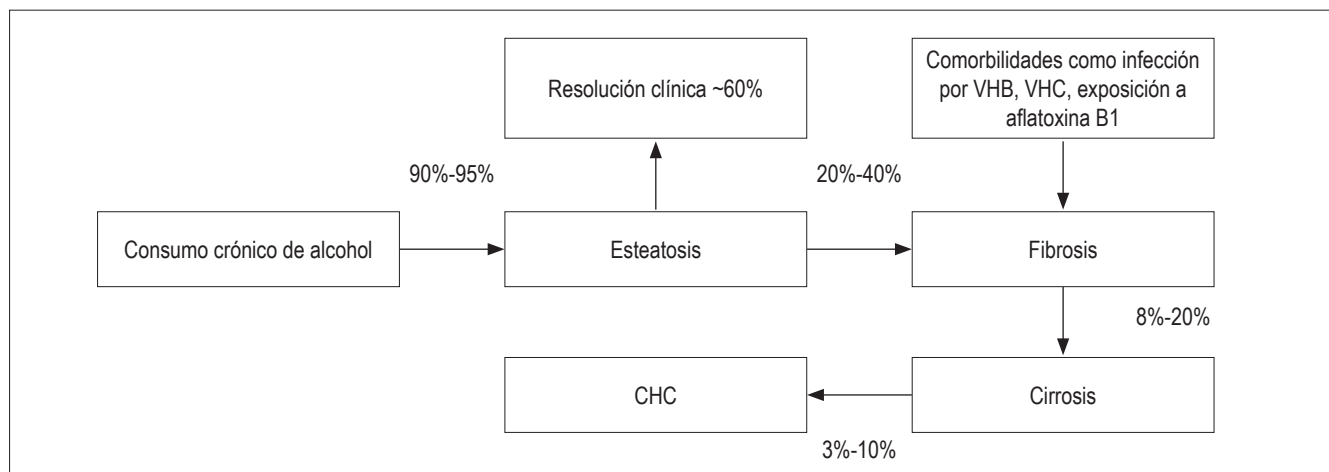 Resolución clínica ~60%
Comorbilidades como infección
por VHB, VHC, exposición a
aflatoxina B1
90%-95%
20%-40%
Consumo crónico de alcohol
Esteatosis
Fibrosis
8%-20%
CHC
Cirrosis
3%-10%